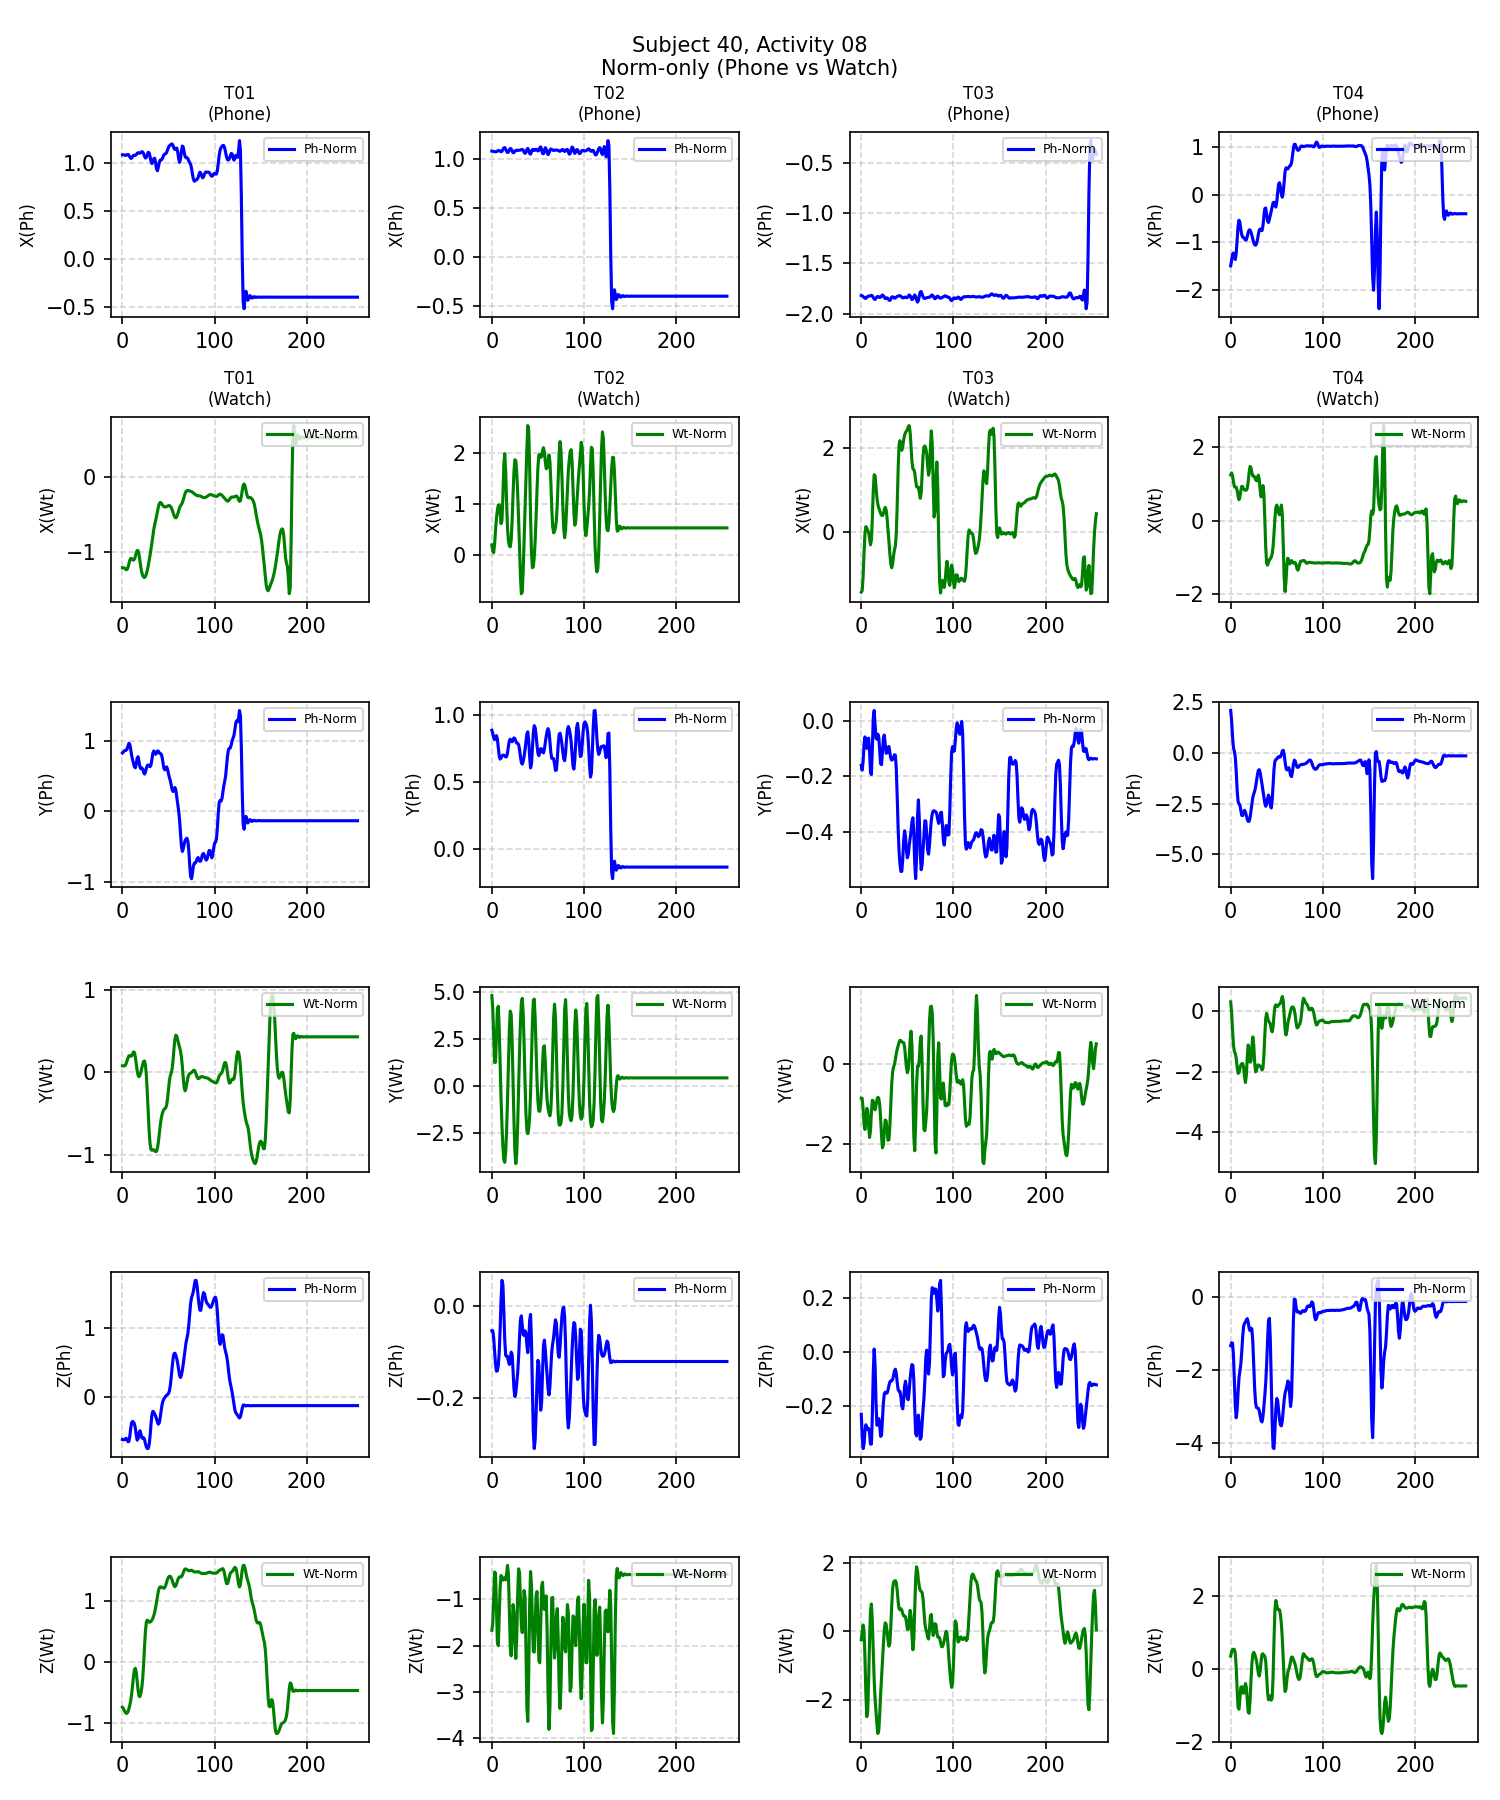 Subject 40, Activity 08
Norm-only (Phone vs Watch)
T01
(Phone)
T02
(Phone)
T03
(Phone)
T04
(Phone)
X(Ph)
1.0
0.5
0.0
−0.5
Ph-Norm
0 100 200
X(Ph)
1.0
0.5
0.0
−0.5
Ph-Norm
0 100 200
X(Ph)
−0.5
−1.0
−1.5
−2.0
Ph-Norm
0 100 200
X(Ph)
1
0
−1
−2
Ph-Norm
0 100 200
T01
(Watch)
T02
(Watch)
T03
(Watch)
T04
(Watch)
X(Wt)
0
−1
Wt-Norm
0 100 200
X(Wt)
2
1
0
Wt-Norm
0 100 200
X(Wt)
2
0
Wt-Norm
0 100 200
X(Wt)
2
0
−2
Wt-Norm
0 100 200
Y(Ph)
1
0
−1
Ph-Norm
0 100 200
Y(Ph)
1.0
0.5
0.0
Ph-Norm
0 100 200
Y(Ph)
0.0
−0.2
−0.4
Ph-Norm
0 100 200
Y(Ph)
2.5
0.0
−2.5
−5.0
Ph-Norm
0 100 200
Y(Wt)
1
0
−1
Wt-Norm
0 100 200
Y(Wt)
5.0
2.5
0.0
−2.5
Wt-Norm
0 100 200
Y(Wt)
0
−2
Wt-Norm
0 100 200
Y(Wt)
0
−2
−4
Wt-Norm
0 100 200
Z(Ph)
1
0
Ph-Norm
0 100 200
Z(Ph)
0.0
−0.2
Ph-Norm
0 100 200
Z(Ph)
0.2
0.0
−0.2
Ph-Norm
0 100 200
Z(Ph)
0
−2
−4
Ph-Norm
0 100 200
Z(Wt)
1
0
−1
Wt-Norm
0 100 200
Z(Wt)
−1
−2
−3
−4
Wt-Norm
0 100 200
Z(Wt)
2
0
−2
Wt-Norm
0 100 200
Z(Wt)
2
0
−2
Wt-Norm
0 100 200